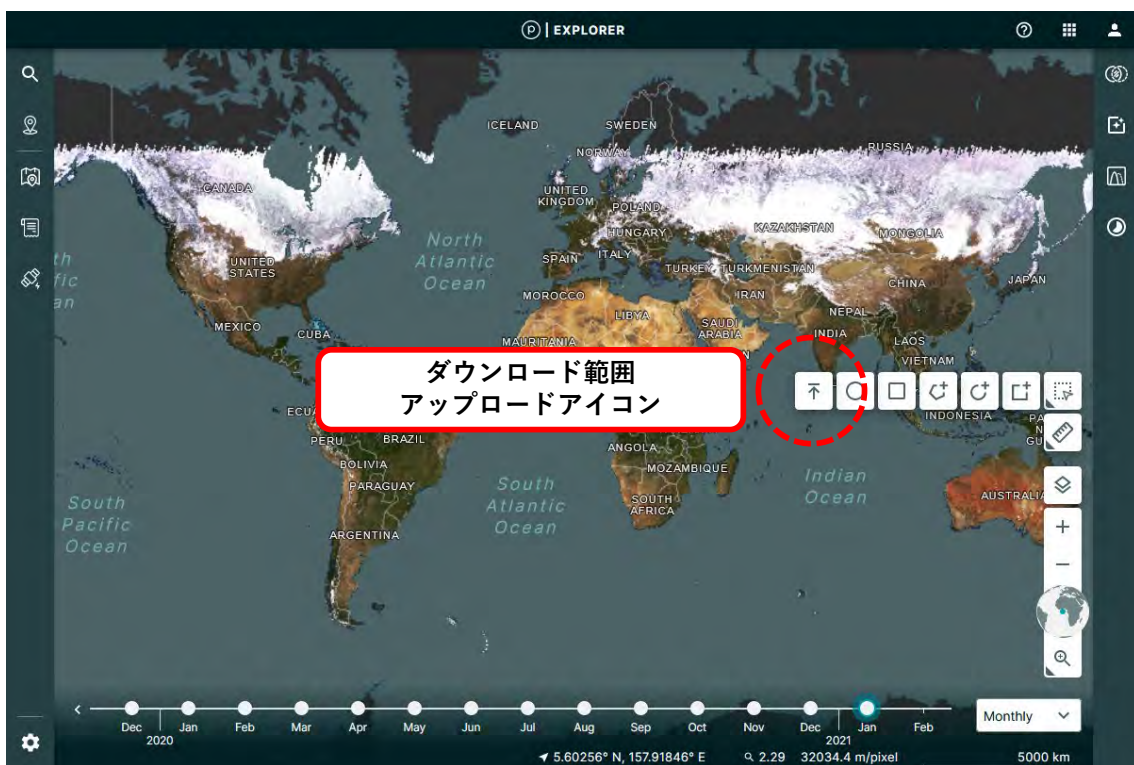 EXPLORER
ICELAND
SWEDEN
NORWAY
RUSSIA
CANADA
UNITED
KINGDOM
POLAND
HUNGARY
KAZAKHSTAN
MONGOLIA
North
Atlantic
Ocean
UNITED
STATES
SPAIN
ITALY
TURKEY
TURKMENISTAN
CHINA
JAPAN
MOROCCO
IRAN
NEPAL
MEXICO
CUBA
LIBYA
SAUDI
ARABIA
INDIA
MAURITANIA
LAOS
VIETNAM
ダウンロード範囲
アップロードアイコン
INDONESIA
PERU
BRAZIL
ANGOLA
BOLIVIA
MOZAMBIQUE
PARAGUAY
South
Atlantic
Ocean
Indian
Ocean
SOUTH
AFRICA
South
Pacific
Ocean
ARGENTINA
Dec Jan Feb Mar Apr May Jun Jul Aug Sep Oct Nov Dec Jan Feb
2020 2021
Monthly
5.60256° N, 157.91846° E 2.29 32034.4 m/pixel 5000 km